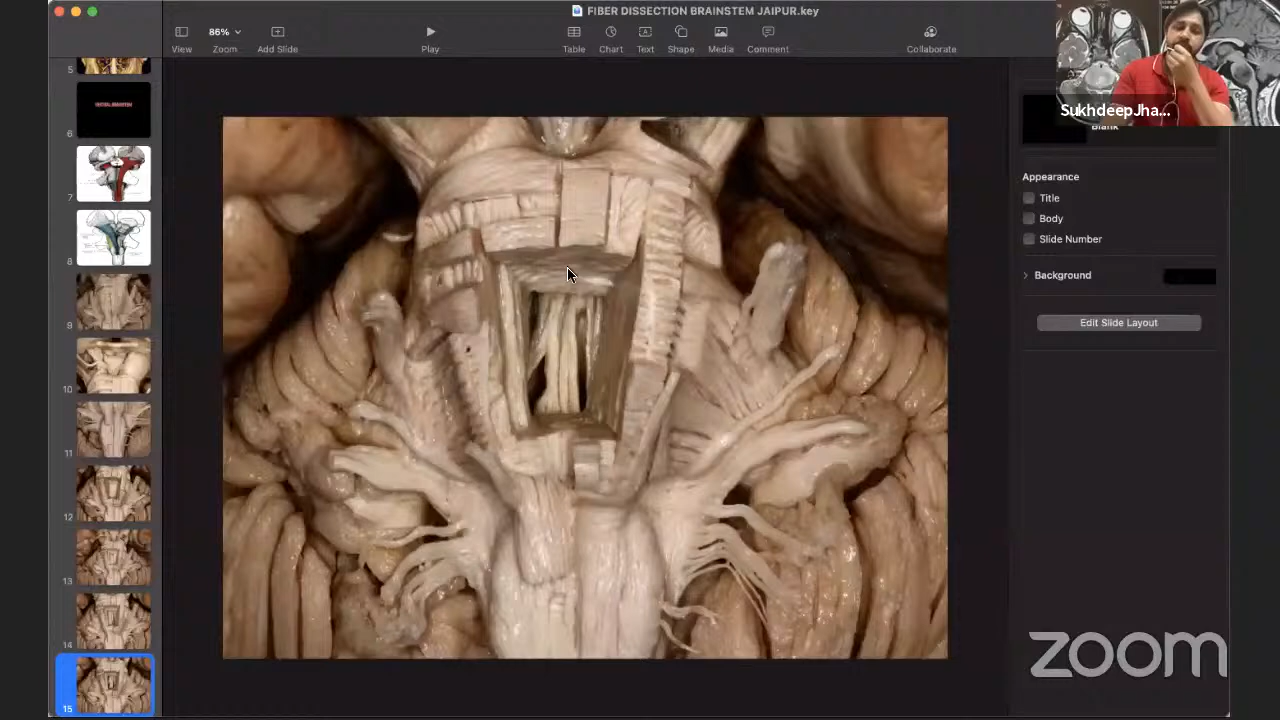 FIBER DISSECTION BRAINSTEM JAIPUR.key
86%
View
Zoom
Add Slide
Play
Table
Chart
Text
Shape
Media
Comment
Collaborate
SukhdeepJha...
Blank
Appearance
Title
Body
Slide Number
Background
Edit Slide Layout
5
6
7
8
9
10
11
12
13
14
15
zoom